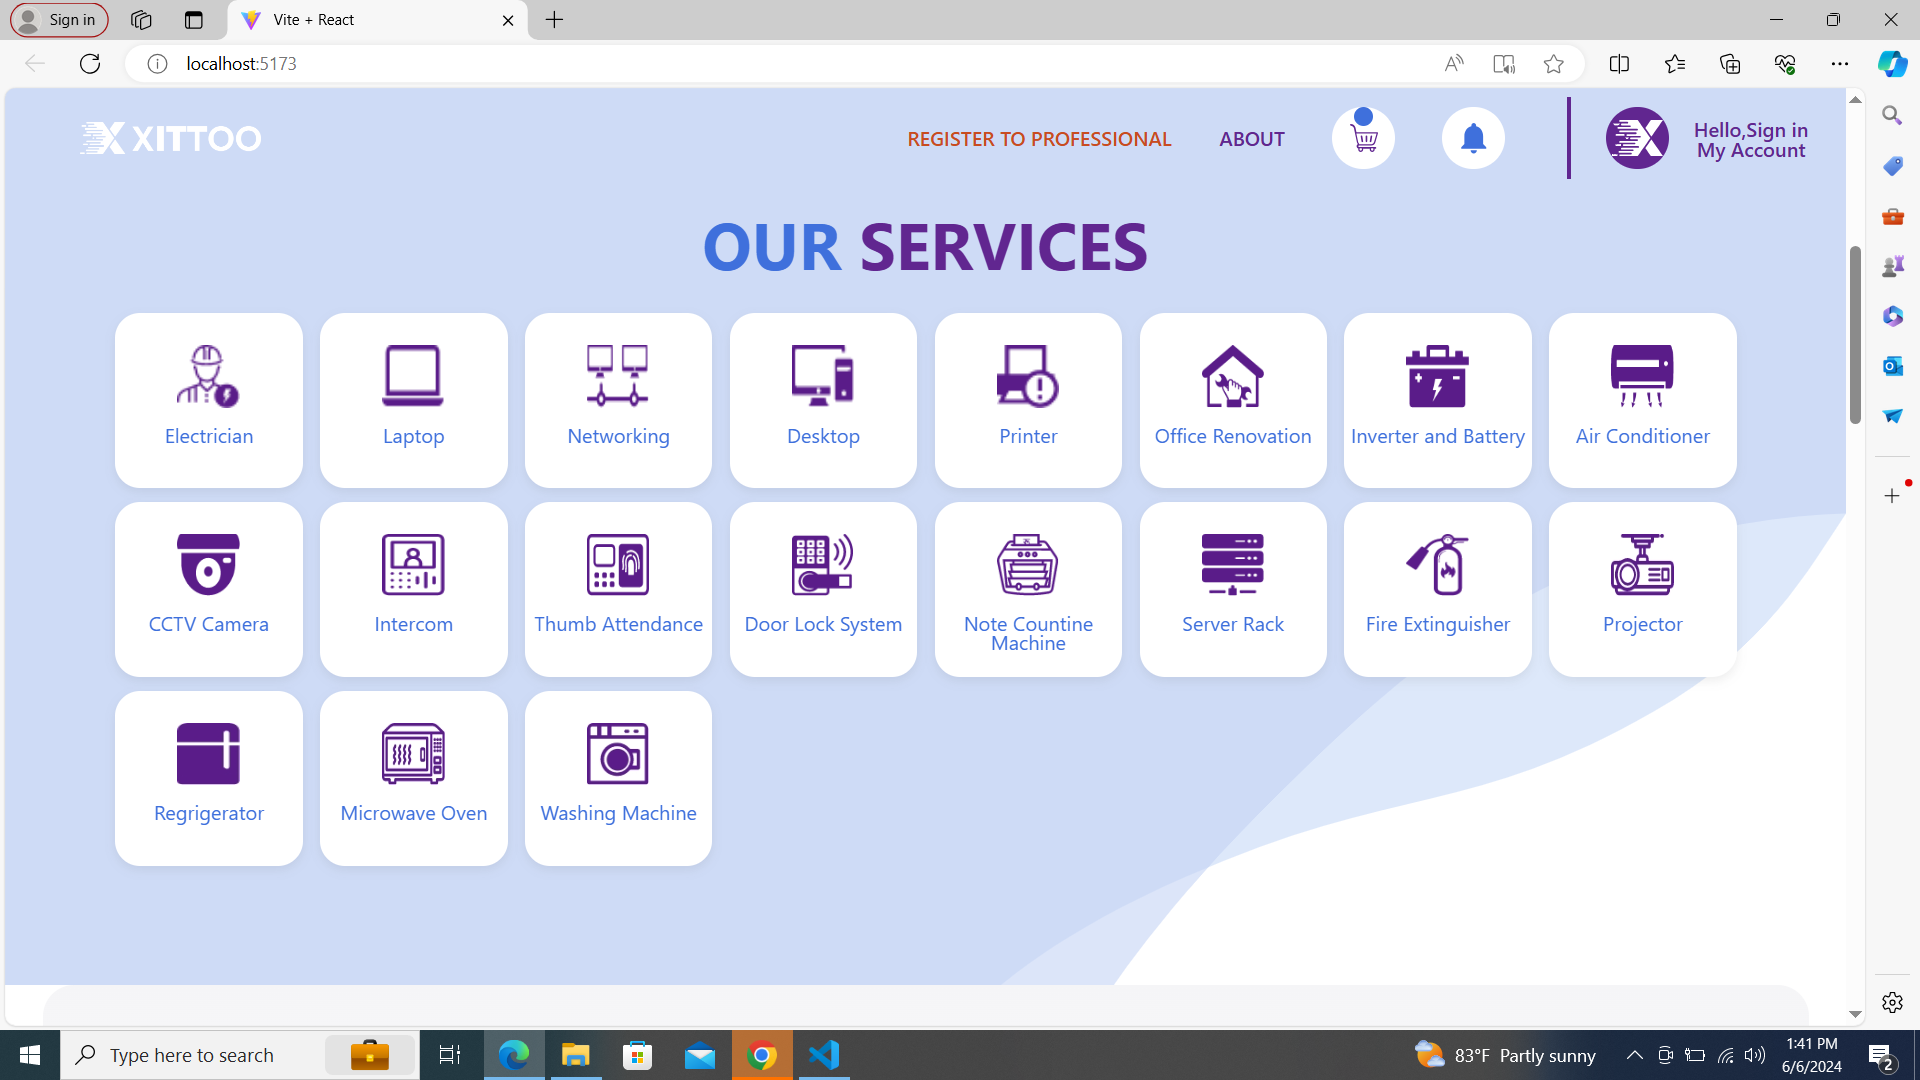 Sign in
Vite + React
localhost:5173
XITTOO
REGISTER TO PROFESSIONAL
ABOUT
Hello,Sign in
My Account
OUR SERVICES
Electrician
Laptop
Networking
Desktop
Printer
Office Renovation
Inverter and Battery
Air Conditioner
CCTV Camera
Intercom
Thumb Attendance
Door Lock System
Note Countine
Machine
Server Rack
Fire Extinguisher
Projector
Regrigerator
Microwave Oven
Washing Machine
Type here to search
83°F Partly sunny
1:41 PM
6/6/2024
2